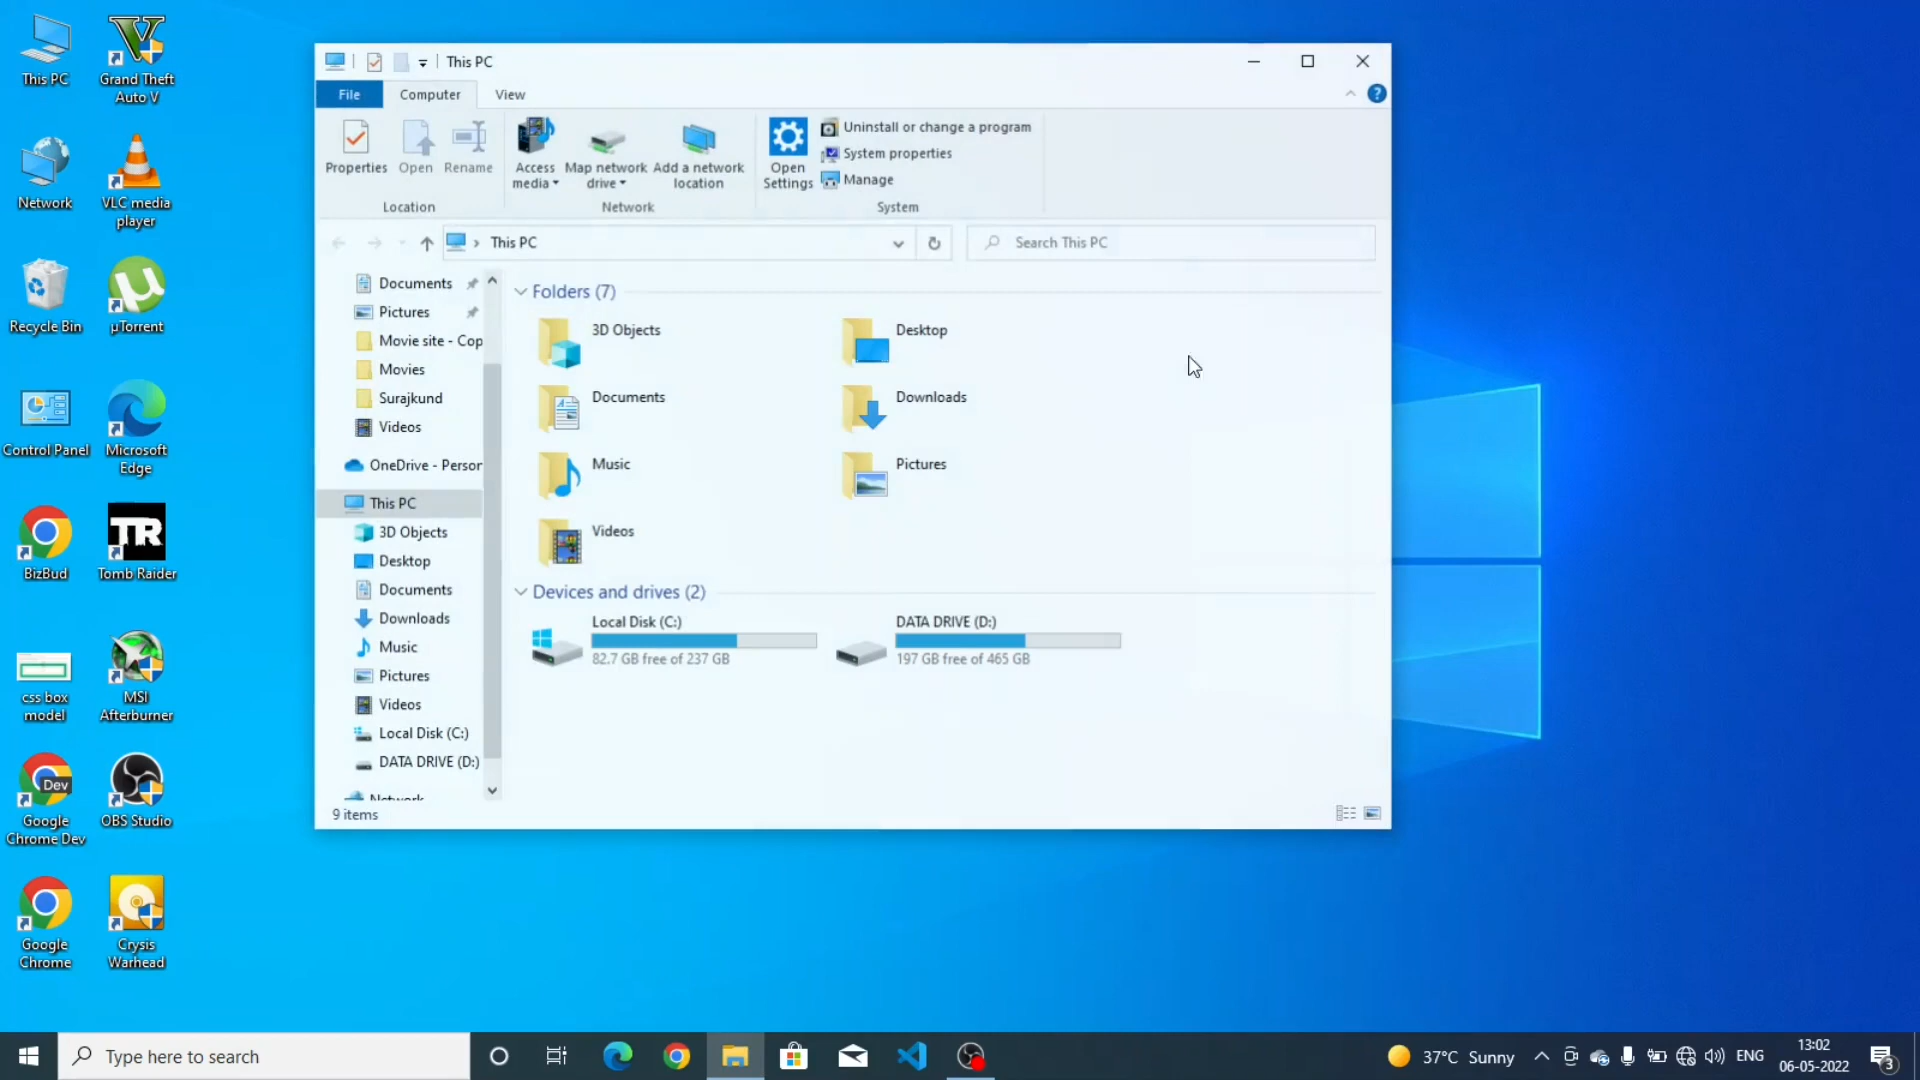 This PC
Grand Theft
Auto V
Network
VLC media
player
Recycle Bin
µTorrent
Control Panel
Microsoft
Edge
BizBud
TR
Tomb Raider
css box
model
MSI
Afterburner
Dev
Google
Chrome Dev
OBS Studio
Google
Chrome
Crysis
Warhead
This PC
File
Computer
View
?
Properties
Open
Rename
Location
Access
media
Map network
drive
Add a network
location
Network
Open
Settings
Uninstall or change a program
System properties
Manage
System
This PC
Search This PC
Documents
Pictures
Movie site - Cop
Movies
Surajkund
Videos
OneDrive - Person
This PC
3D Objects
Desktop
Documents
Downloads
Music
Pictures
Videos
Local Disk (C:)
DATA DRIVE (D:)
Network
Folders (7)
3D Objects
Desktop
Documents
Downloads
Music
Pictures
Videos
Devices and drives (2)
Local Disk (C:)
82.7 GB free of 237 GB
DATA DRIVE (D:)
197 GB free of 465 GB
9 items
Type here to search
37°C Sunny
ENG
13:02
06-05-2022
3